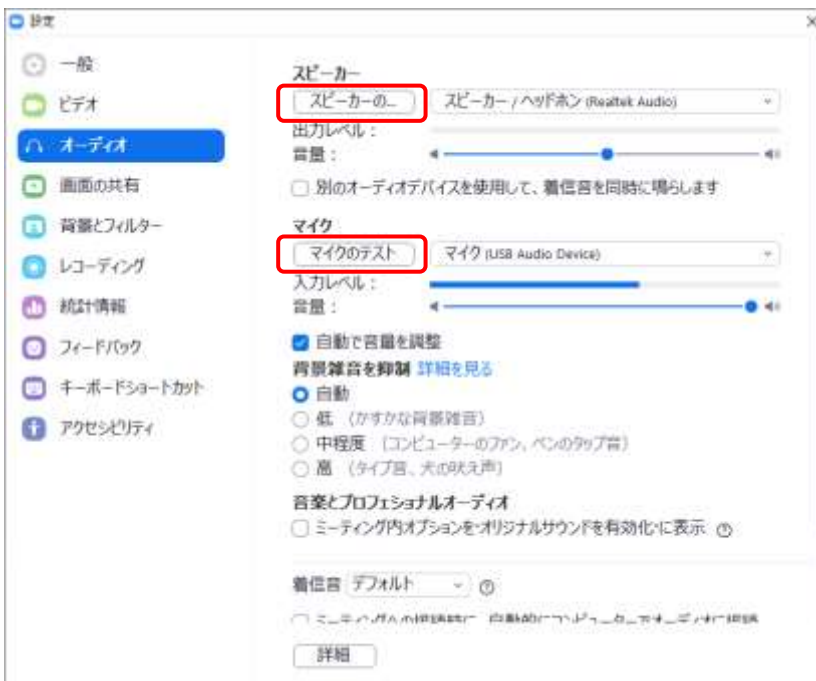 設定
一般
ビデオ
オーディオ
画面の共有
背景とフィルター
レコーディング
統計情報
フィードバック
キーボードショートカット
アクセシビリティ
スピーカー
スピーカーの... スピーカー / ヘッドホン (Realtek Audio)
出力レベル：
音量：
別のオーディオデバイスを使用して、着信音を同時に鳴らします
マイク
マイクのテスト マイク (USB Audio Device)
入力レベル：
音量：
自動で音量を調整
背景雑音を抑制 詳細を見る
自動
低 （かすかな背景雑音）
中程度 （コンピューターのファン、ペンのタップ音）
高 （タイプ音、犬の吠え声）
音楽とプロフェショナルオーディオ
ミーティング内オプションを"オリジナルサウンドを有効化"に表示
着信音 デフォルト
詳細